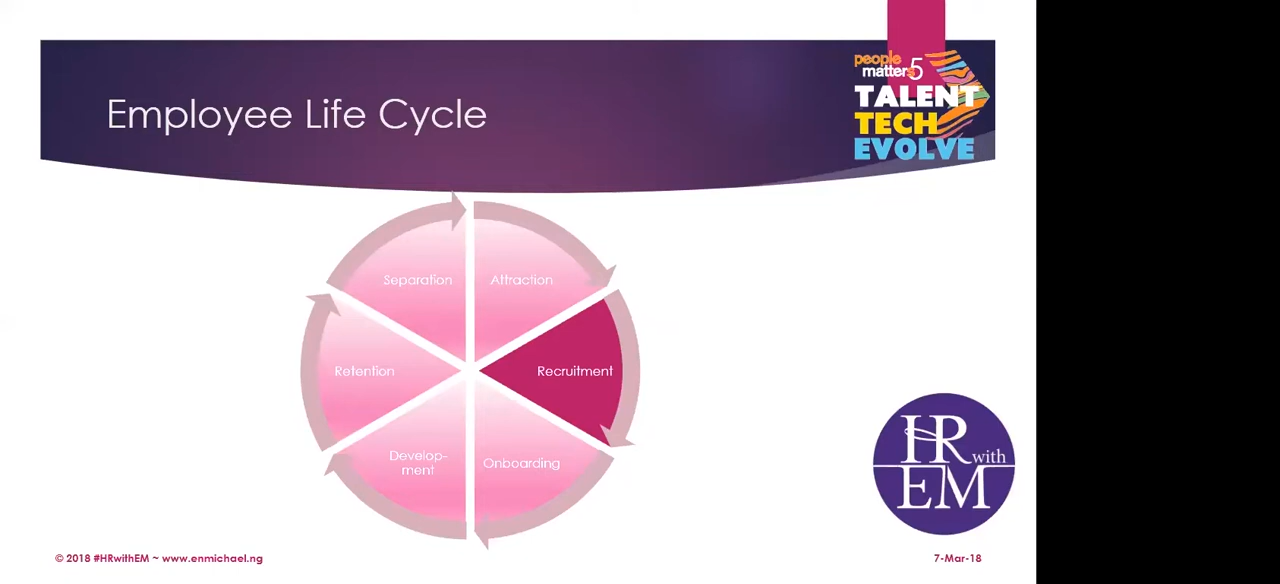 people
matters5
TALENT
TECH
EVOLVE
Employee Life Cycle
Separation
Attraction
Retention
Recruitment
Develop-
ment
Onboarding
HR with
EM
© 2018 #HRwithEM ~ www.enmichael.ng
7-Mar-18